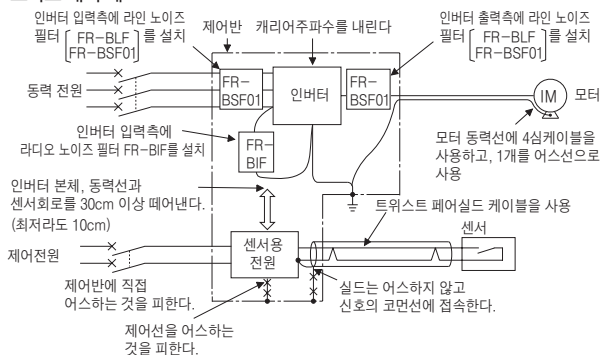 인버터 입력측에 라인 노이즈
필터 [ FR-BLF
FR-BSF01 ] 를 설치
제어반
캐리어주파수를 내린다
인버터 출력측에 라인 노이즈
필터 [ FR-BLF
FR-BSF01 ] 를 설치
동력 전원
FR-
BSF01
인버터
FR-
BSF01
IM
모터
인버터 입력측에
라디오 노이즈 필터 FR-BIF를 설치
FR-
BIF
모터 동력선에 4심케이블을
사용하고, 1개를 어스선으로
사용
인버터 본체, 동력선과
센서회로를 30cm 이상 떼어낸다.
(최저라도 10cm)
트위스트 페어실드 케이블을 사용
센서
제어전원
센서용
전원
제어반에 직접
어스하는 것을 피한다.
실드는 어스하지 않고
신호의 코먼선에 접속한다.
제어선을 어스하는
것을 피한다.